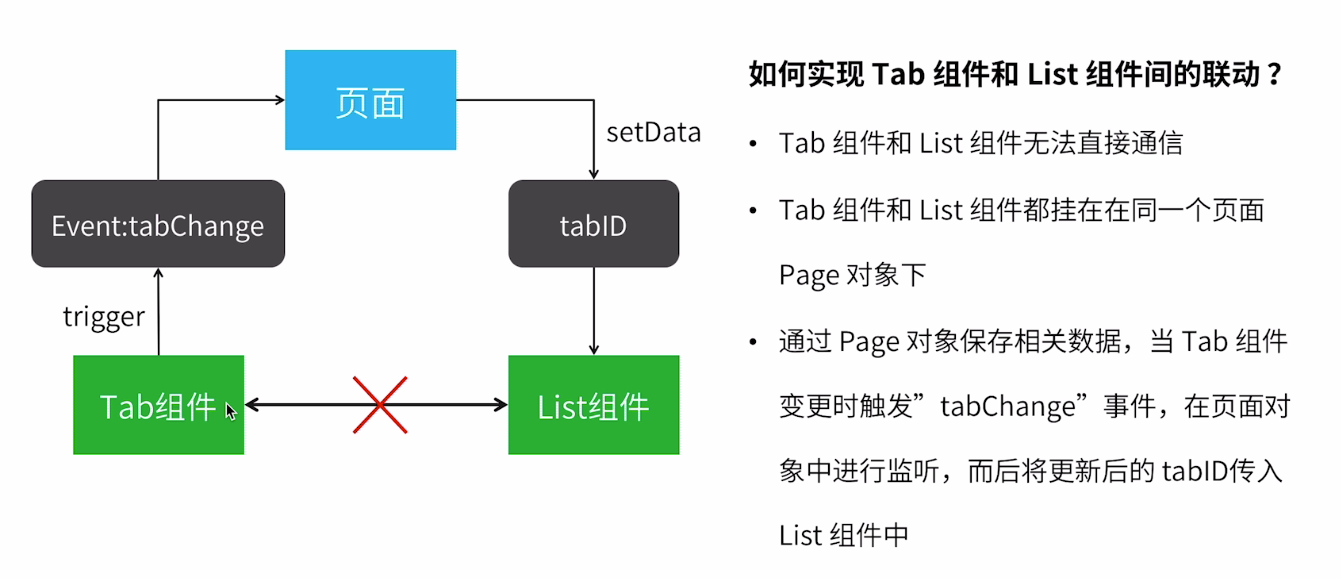 页面
setData
Event:tabChange
tabID
trigger
Tab组件
List组件
如何实现 Tab 组件和 List 组件间的联动？
• Tab 组件和 List 组件无法直接通信
• Tab 组件和 List 组件都挂在在同一个页面
Page 对象下
• 通过 Page 对象保存相关数据，当 Tab 组件
变更时触发”tabChange”事件，在页面对
象中进行监听，而后将更新后的 tabID传入
List 组件中